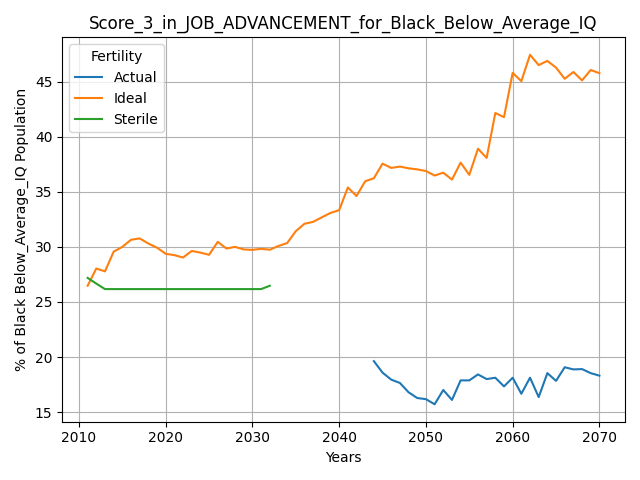 Score_3_in_JOB_ADVANCEMENT_for_Black_Below_Average_IQ
Fertility
Actual
Ideal
Sterile
% of Black Below_Average_IQ Population
45
40
35
30
25
20
15
2010 2020 2030 2040 2050 2060 2070
Years